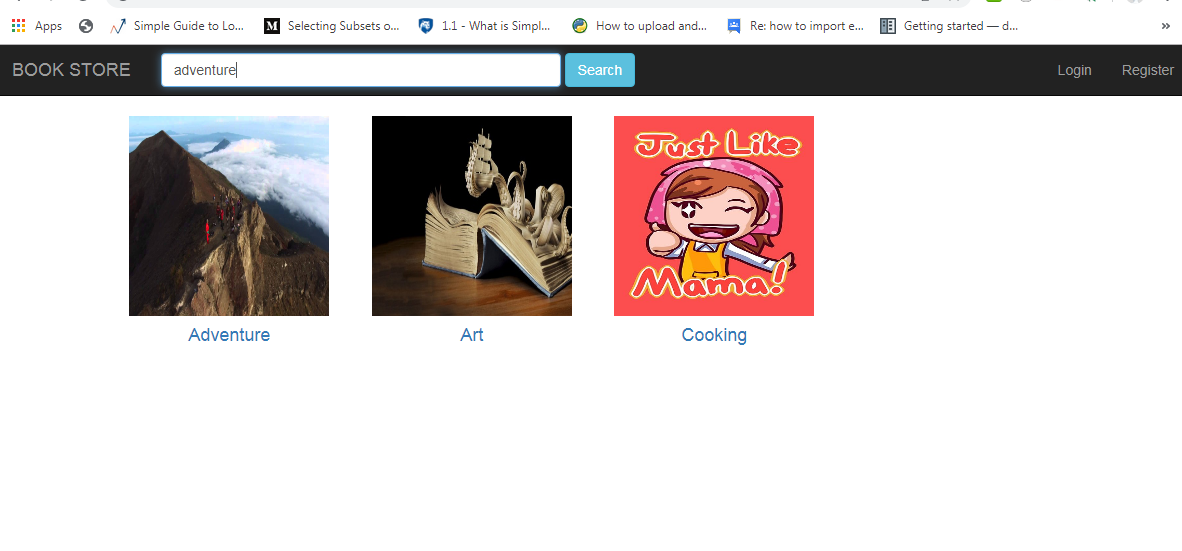 Apps
Simple Guide to Lo...
Selecting Subsets o...
1.1 - What is Simpl...
How to upload and...
Re: how to import e...
Getting started — d...
»
BOOK STORE
adventure
Search
Login
Register
Just Like
Mama!
Adventure
Art
Cooking